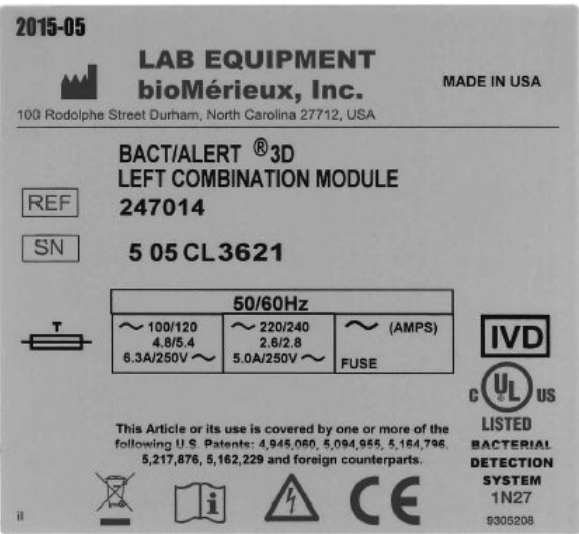 2015-05
LAB EQUIPMENT
bioMérieux, Inc.
MADE IN USA
100 Rodolphe Street Durham, North Carolina 27712, USA
BACT/ALERT ®3D
LEFT COMBINATION MODULE
REF 247014
SN 5 05 CL3621
50/60Hz
T
~ 100/120 ~ 220/240 ~ (AMPS)
4.8/5.4 2.6/2.8
6.3A/250V ~ 5.0A/250V ~ FUSE
IVD
C UL US
LISTED
BACTERIAL
DETECTION
SYSTEM
1N27
9305208
This Article or its use is covered by one or more of the
following U.S. Patents: 4,945,060, 5,094,955, 5,164,796,
5,217,876, 5,162,229 and foreign counterparts.
i
CE
il